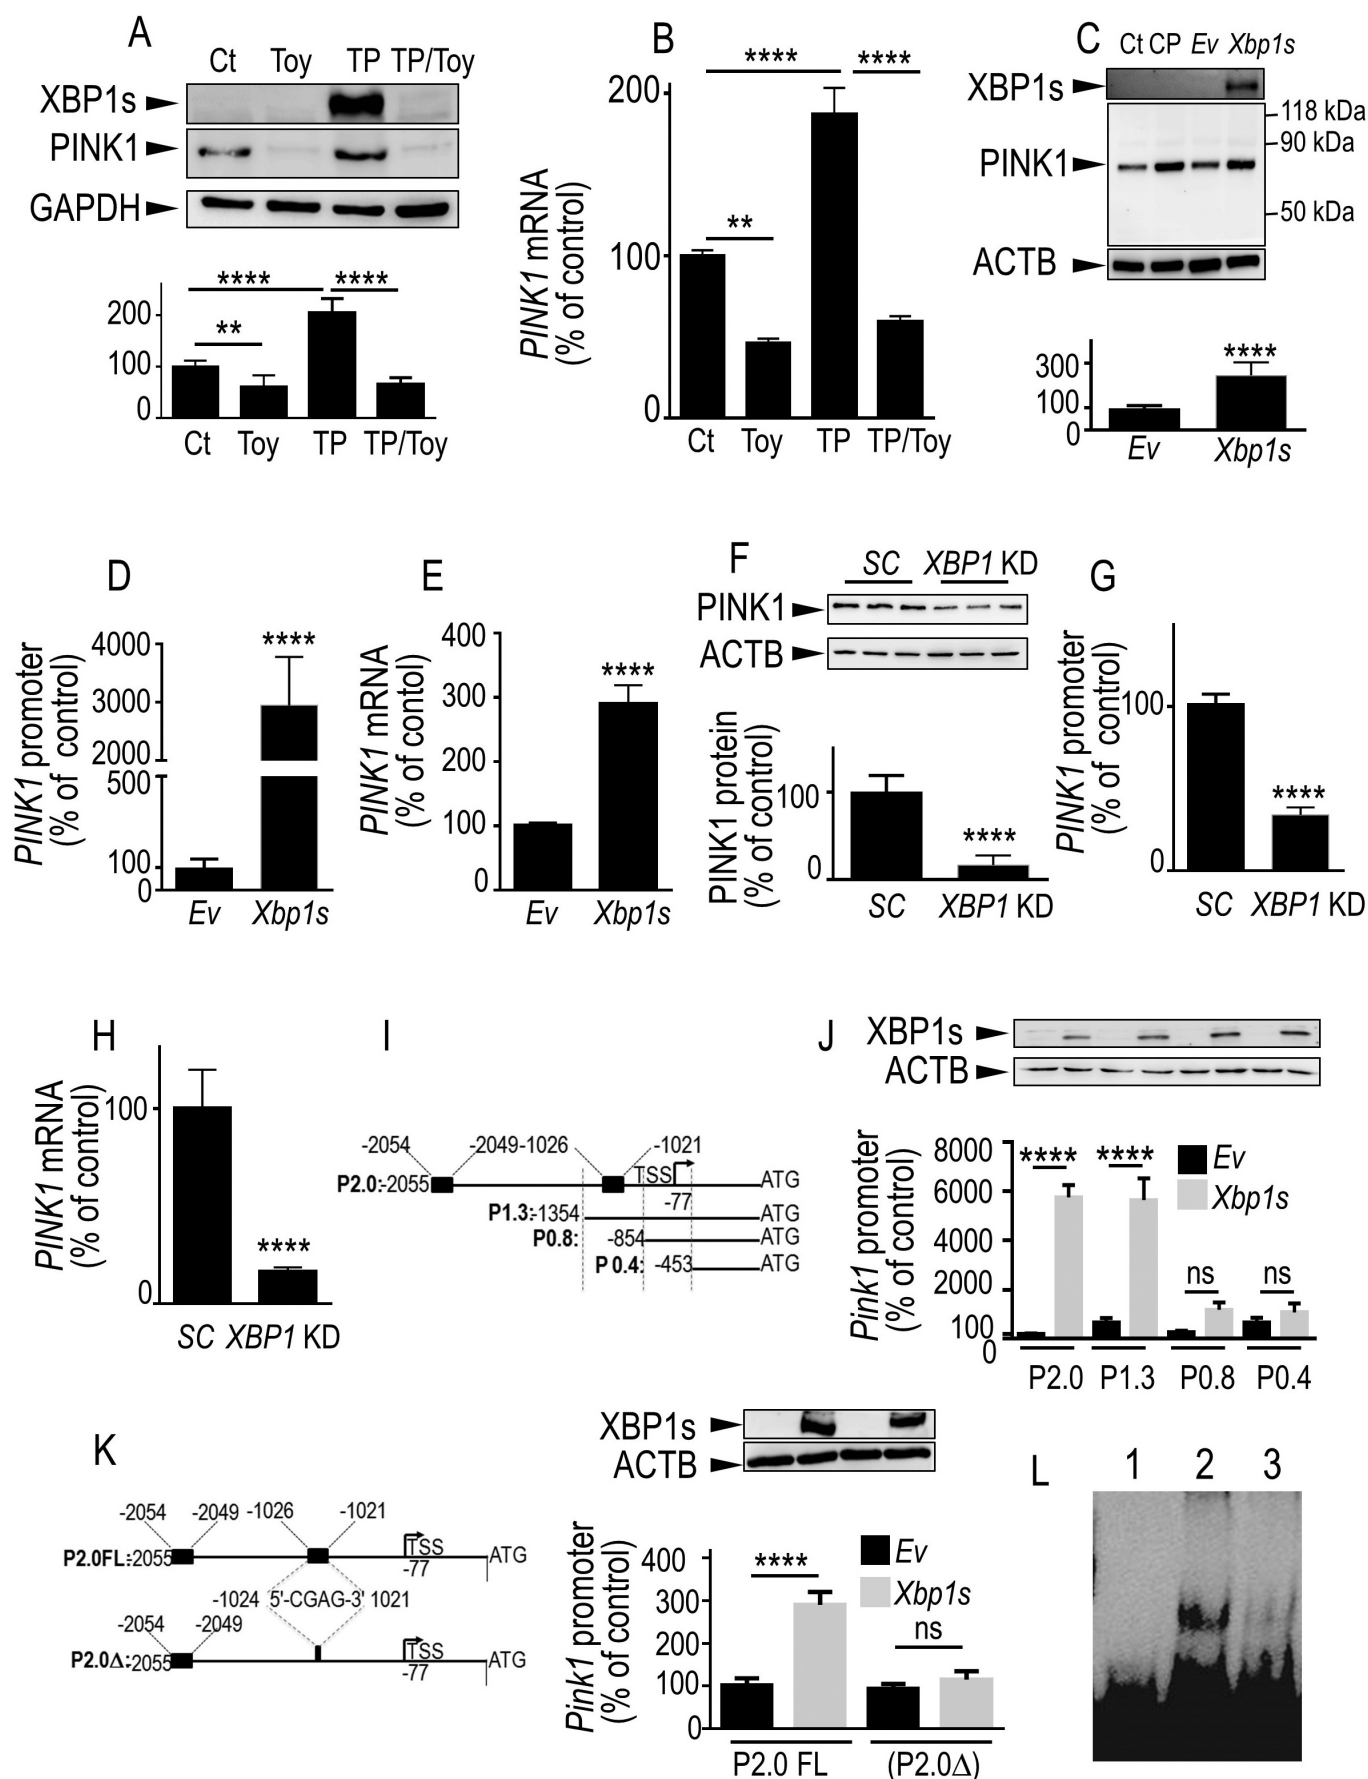 A
Ct Toy TP TP/Toy
XBP1s
PINK1
GAPDH
**** ****
**
200
100
0
Ct Toy TP TP/Toy
B
**** ****
**
PINK1 mRNA
(% of control)
200
100
0
Ct Toy TP TP/Toy
C
Ct CP Ev Xbp1s
XBP1s
118 kDa
90 kDa
PINK1
50 kDa
ACTB
****
300
100
0
Ev Xbp1s
D
PINK1 promoter
(% of control)
4000
3000
2000
500
100
0
****
Ev Xbp1s
E
PINK1 mRNA
(% of contol)
400
300
200
100
0
****
Ev Xbp1s
F
SC XBP1 KD
PINK1
ACTB
PINK1 protein
(% of control)
100
0
****
SC XBP1 KD
G
PINK1 promoter
(% of control)
100
0
****
SC XBP1 KD
H
PINK1 mRNA
(% of control)
100
0
****
SC XBP1 KD
I
-2054 -2049 -1026 -1021
P2.0:-2055 TSS ATG
-77
P1.3:-1354 ATG
P0.8: -854 ATG
P0.4: -453 ATG
J
XBP1s
ACTB
Pink1 promoter
(% of control)
8000
6000
4000
2000
100
0
**** **** ns ns
Ev
Xbp1s
P2.0 P1.3 P0.8 P0.4
K
-2054 -2049 -1026 -1021
P2.0FL:-2055 TSS ATG
-77
-1024 5'-CGAG-3' 1021
-2054 -2049
P2.0Δ:-2055 TSS ATG
-77
XBP1s
ACTB
Pink1 promoter
(% of control)
400
300
200
100
0
**** ns
Ev
Xbp1s
P2.0 FL (P2.0Δ)
L
1 2 3